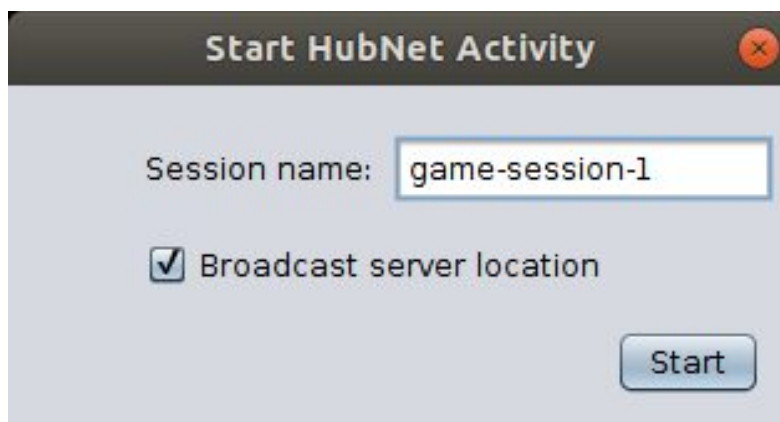 Start HubNet Activity
Session name: game-session-1
Broadcast server location
Start